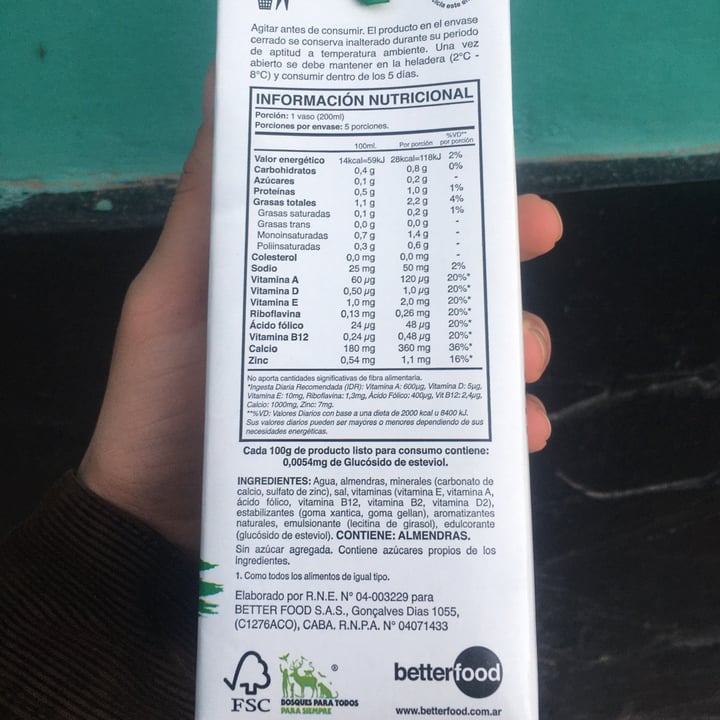 Agitar antes de consumir. El producto en el envase
cerrado se conserva inalterado durante su periodo
de aptitud a temperatura ambiente. Una vez
abierto se debe mantener en la heladera (2°C -
8°C) y consumir dentro de los 5 días.
INFORMACIÓN NUTRICIONAL
Porción: 1 vaso (200ml)
Porciones por envase: 5 porciones.
100ml. Por porción %VD** por porción
Valor energético 14kcal=59kJ 28kcal=118kJ 2%
Carbohidratos 0,4 g 0,8 g 0%
Azúcares 0,1 g 0,2 g -
Proteínas 0,5 g 1,0 g 1%
Grasas totales 1,1 g 2,2 g 4%
Grasas saturadas 0,1 g 0,2 g 1%
Grasas trans 0,0 g 0,0 g -
Monoinsaturadas 0,7 g 1,4 g -
Poliinsaturadas 0,3 g 0,6 g -
Colesterol 0,0 mg 0,0 mg -
Sodio 25 mg 50 mg 2%
Vitamina A 60 µg 120 µg 20%*
Vitamina D 0,50 µg 1,0 µg 20%*
Vitamina E 1,0 mg 2,0 mg 20%*
Riboflavina 0,13 mg 0,26 mg 20%*
Ácido fólico 24 µg 48 µg 20%*
Vitamina B12 0,24 µg 0,48 µg 20%*
Calcio 180 mg 360 mg 36%*
Zinc 0,54 mg 1,1 mg 16%*
No aporta cantidades significativas de fibra alimentaria.
*Ingesta Diaria Recomendada (IDR): Vitamina A: 600µg, Vitamina D: 5µg,
Vitamina E: 10mg, Riboflavina: 1,3mg, Ácido Fólico: 400µg, Vit B12: 2,4µg,
Calcio: 1000mg, Zinc: 7mg.
**%VD: Valores Diarios con base a una dieta de 2000 kcal u 8400 kJ.
Sus valores diarios pueden ser mayores o menores dependiendo de sus
necesidades energéticas.
Cada 100g de producto listo para consumo contiene:
0,0054mg de Glucósido de esteviol.
INGREDIENTES: Agua, almendras, minerales (carbonato de
calcio, sulfato de zinc), sal, vitaminas (vitamina E, vitamina A,
ácido fólico, vitamina B12, vitamina B2, vitamina D2),
estabilizantes (goma xantica, goma gellan), aromatizantes
naturales, emulsionante (lecitina de girasol), edulcorante
(glucósido de esteviol). CONTIENE: ALMENDRAS.
Sin azúcar agregada. Contiene azúcares propios de los
ingredientes.
1. Como todos los alimentos de igual tipo.
Elaborado por R.N.E. N° 04-003229 para
BETTER FOOD S.A.S., Gonçalves Dias 1055,
(C1276ACO), CABA. R.N.P.A. N° 04071433
FSC
®
BOSQUES PARA TODOS
PARA SIEMPRE
betterfood
www.betterfood.com.ar